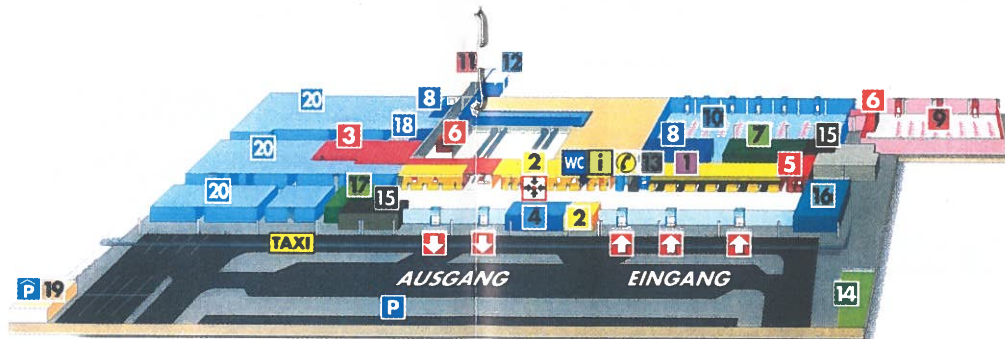 11 12
20 8 6 9
10
18 3 6 8 7 15
20 2 WC i 13 1 5
17 15
20 4 2 16
TAXI
AUSGANG EINGANG
P 19 14
P